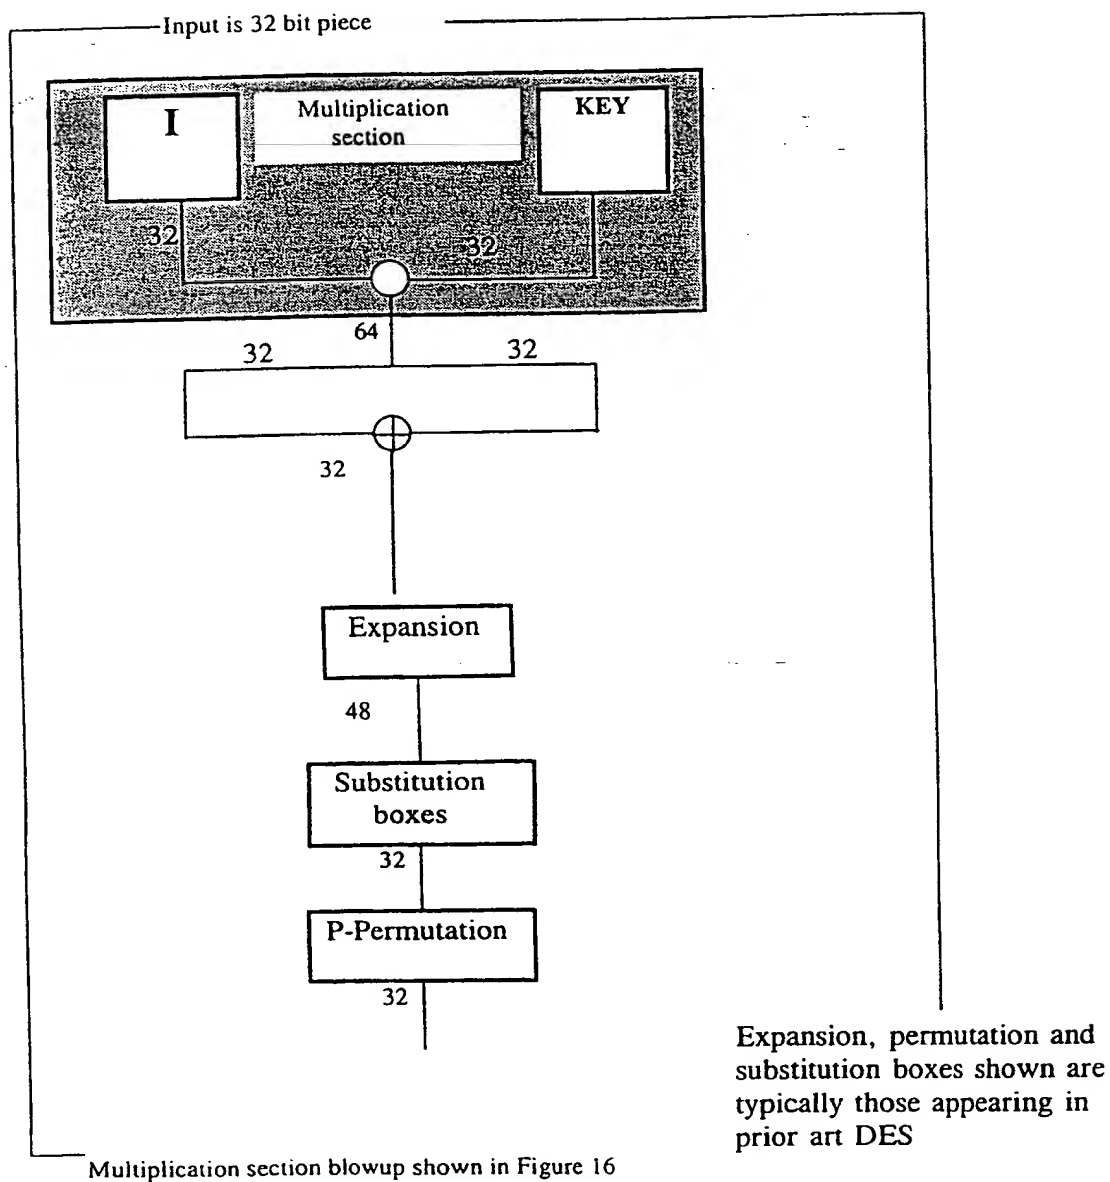 Input is 32 bit piece
I
Multiplication
section
KEY
32
32
64
32
32
32
Expansion
48
Substitution
boxes
32
P-Permutation
32
Expansion, permutation and
substitution boxes shown are
typically those appearing in
prior art DES
Multiplication section blowup shown in Figure 16